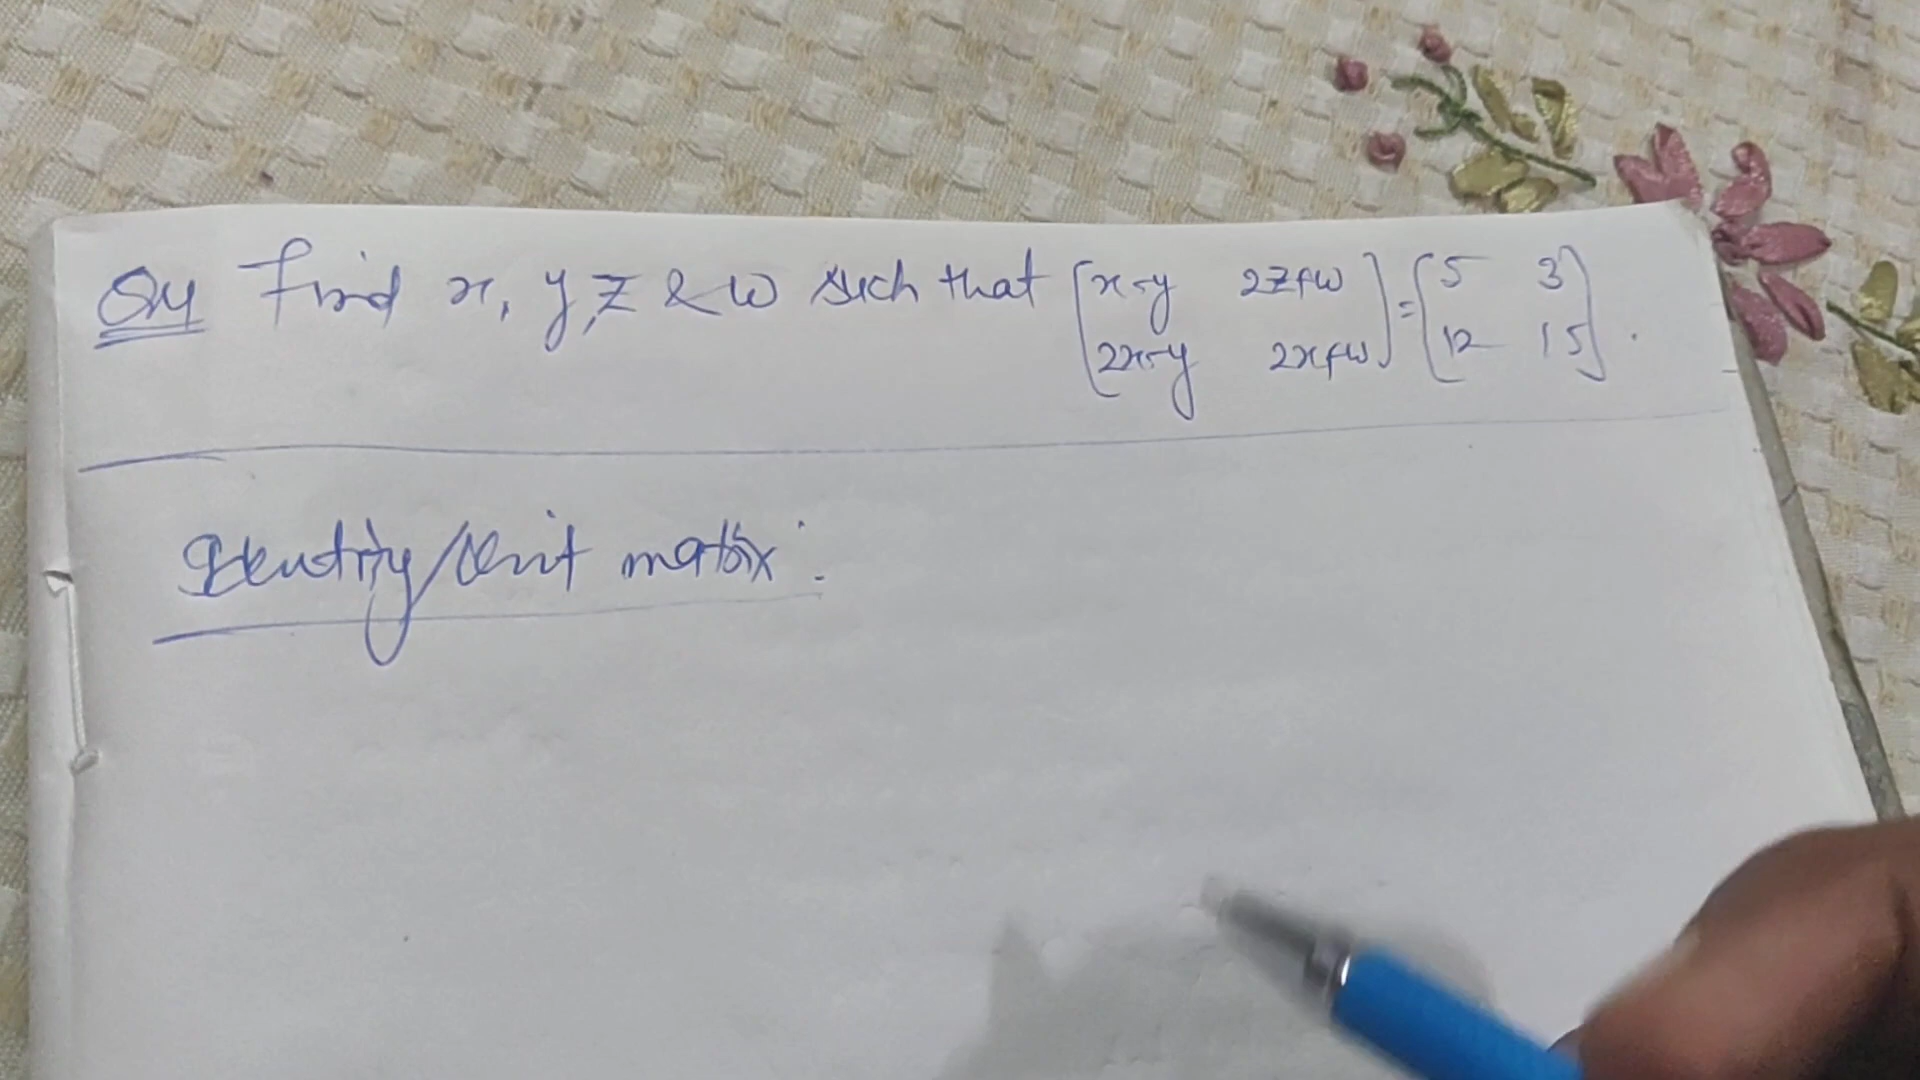 Q4 Find x, y, z & w such that [x-y 2z+w] = [5 3]
[2x-y 2x+w] [12 15].
Identity/Unit matrix: